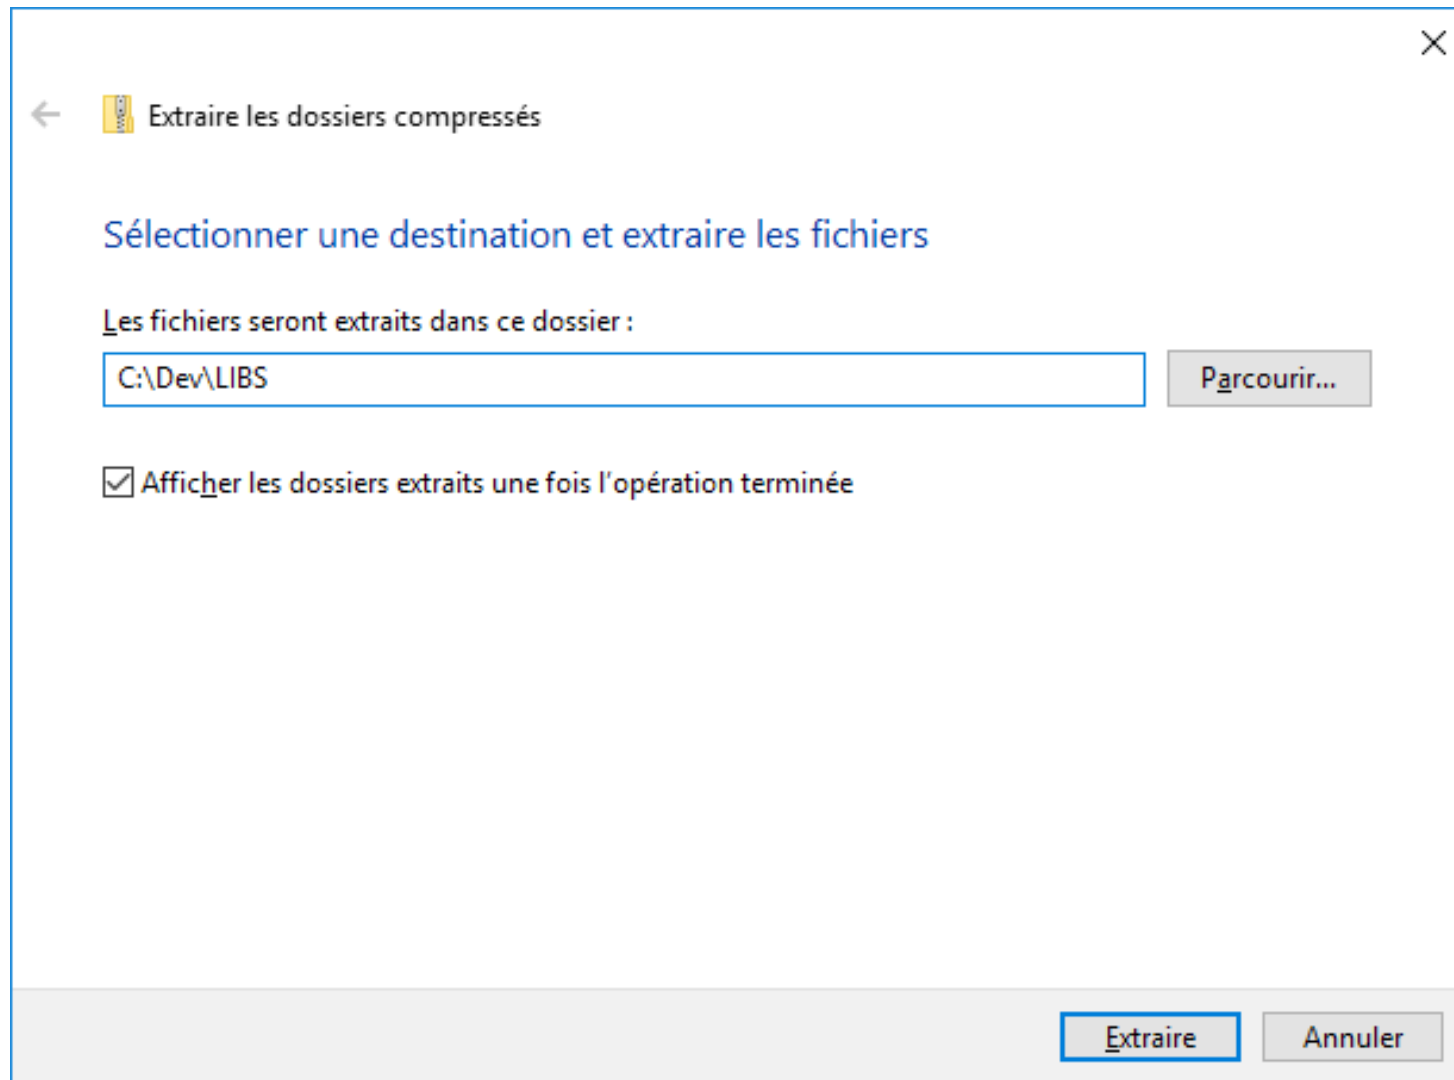 Extraire les dossiers compressés
Sélectionner une destination et extraire les fichiers
Les fichiers seront extraits dans ce dossier :
C:\Dev\LIBS
Parcourir...
Afficher les dossiers extraits une fois l'opération terminée
Extraire
Annuler